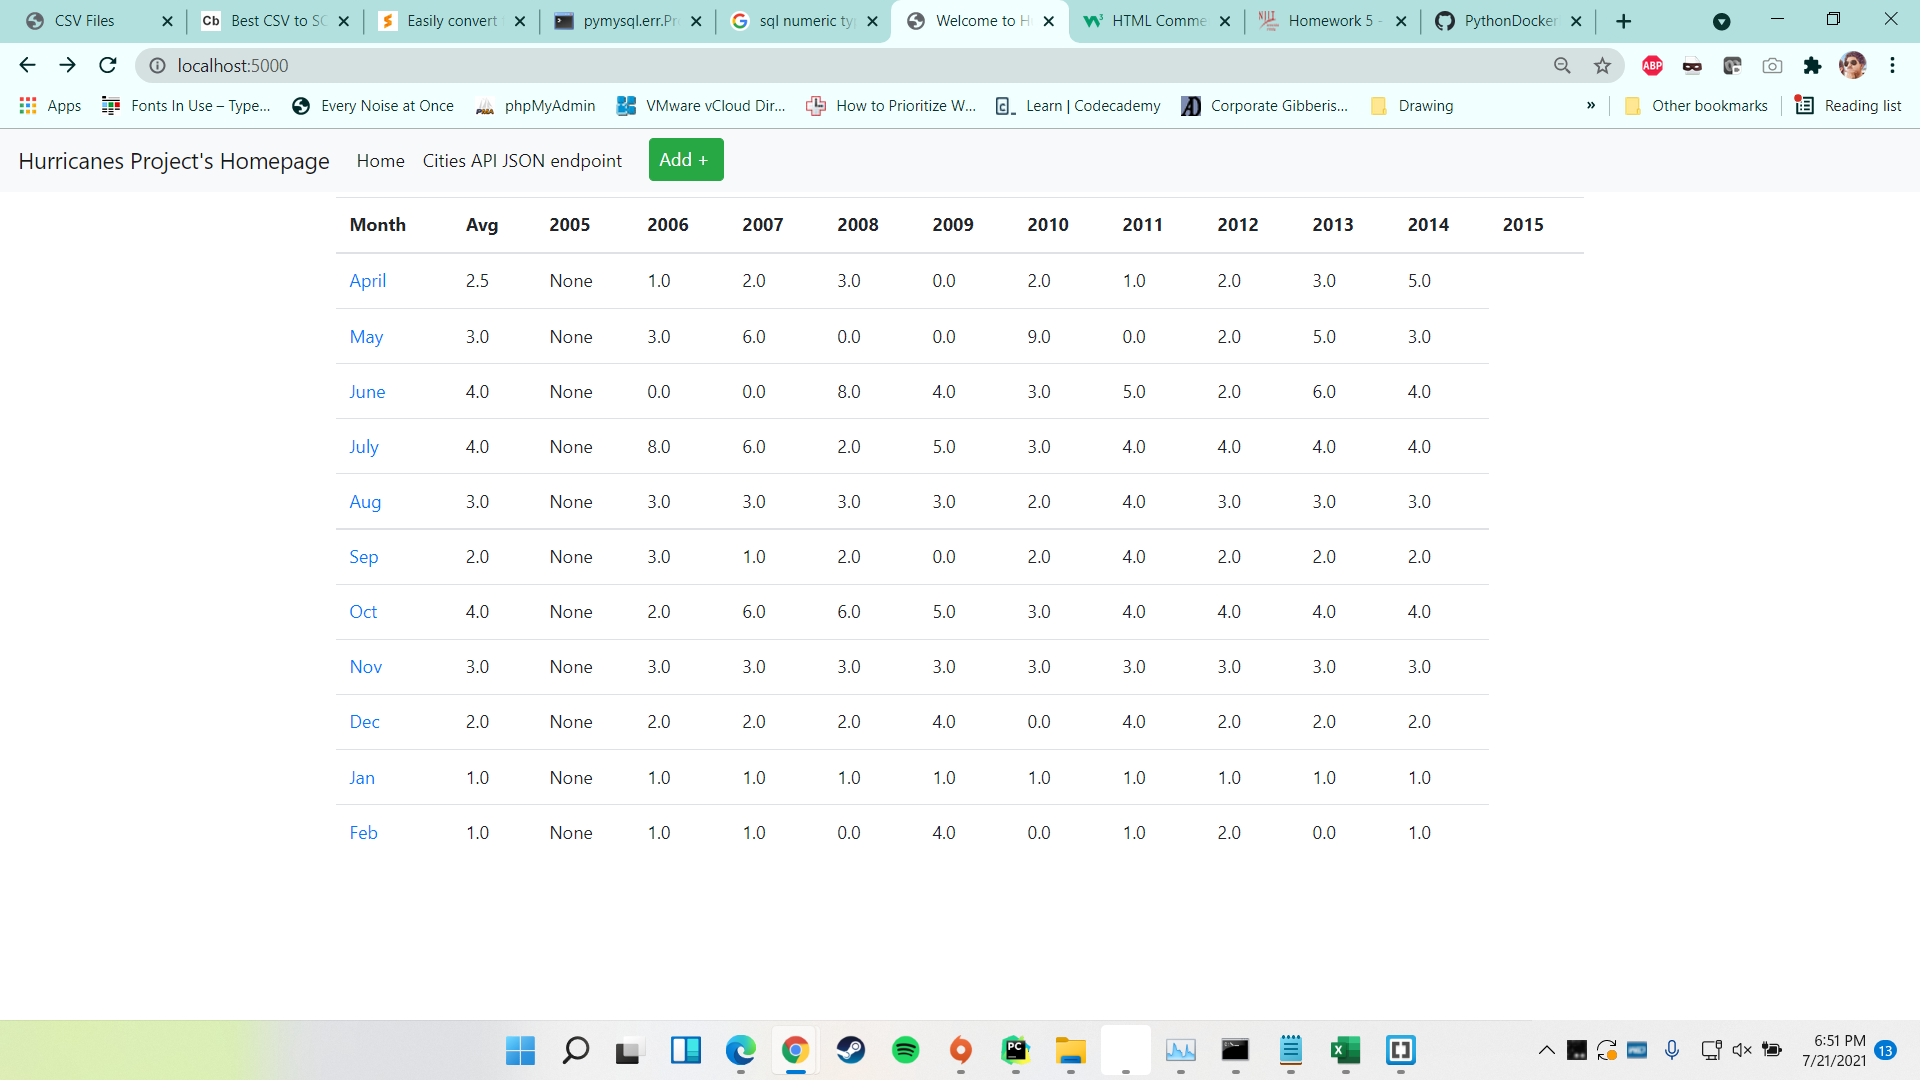 CSV Files
Cb Best CSV to SC
Easily convert
pymysql.err.Pr
sql numeric ty
Welcome to H
HTML Comme
Homework 5 -
PythonDocker
localhost:5000
ABP
Apps Fonts In Use – Type... Every Noise at Once phpMyAdmin VMware vCloud Dir... How to Prioritize W... Learn | Codecademy Corporate Gibberis... Drawing » Other bookmarks Reading list
Hurricanes Project's Homepage Home Cities API JSON endpoint Add +
Month Avg 2005 2006 2007 2008 2009 2010 2011 2012 2013 2014 2015
April 2.5 None 1.0 2.0 3.0 0.0 2.0 1.0 2.0 3.0 5.0
May 3.0 None 3.0 6.0 0.0 0.0 9.0 0.0 2.0 5.0 3.0
June 4.0 None 0.0 0.0 8.0 4.0 3.0 5.0 2.0 6.0 4.0
July 4.0 None 8.0 6.0 2.0 5.0 3.0 4.0 4.0 4.0 4.0
Aug 3.0 None 3.0 3.0 3.0 3.0 2.0 4.0 3.0 3.0 3.0
Sep 2.0 None 3.0 1.0 2.0 0.0 2.0 4.0 2.0 2.0 2.0
Oct 4.0 None 2.0 6.0 6.0 5.0 3.0 4.0 4.0 4.0 4.0
Nov 3.0 None 3.0 3.0 3.0 3.0 3.0 3.0 3.0 3.0 3.0
Dec 2.0 None 2.0 2.0 2.0 4.0 0.0 4.0 2.0 2.0 2.0
Jan 1.0 None 1.0 1.0 1.0 1.0 1.0 1.0 1.0 1.0 1.0
Feb 1.0 None 1.0 1.0 0.0 4.0 0.0 1.0 2.0 0.0 1.0
PC
6:51 PM
7/21/2021
13